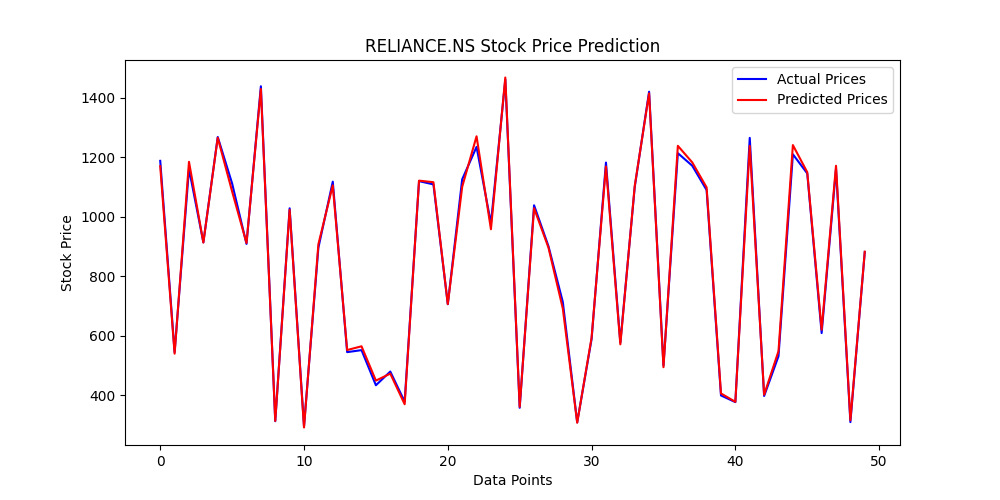 RELIANCE.NS Stock Price Prediction
Actual Prices
Predicted Prices
Stock Price
1400
1200
1000
800
600
400
0 10 20 30 40 50
Data Points